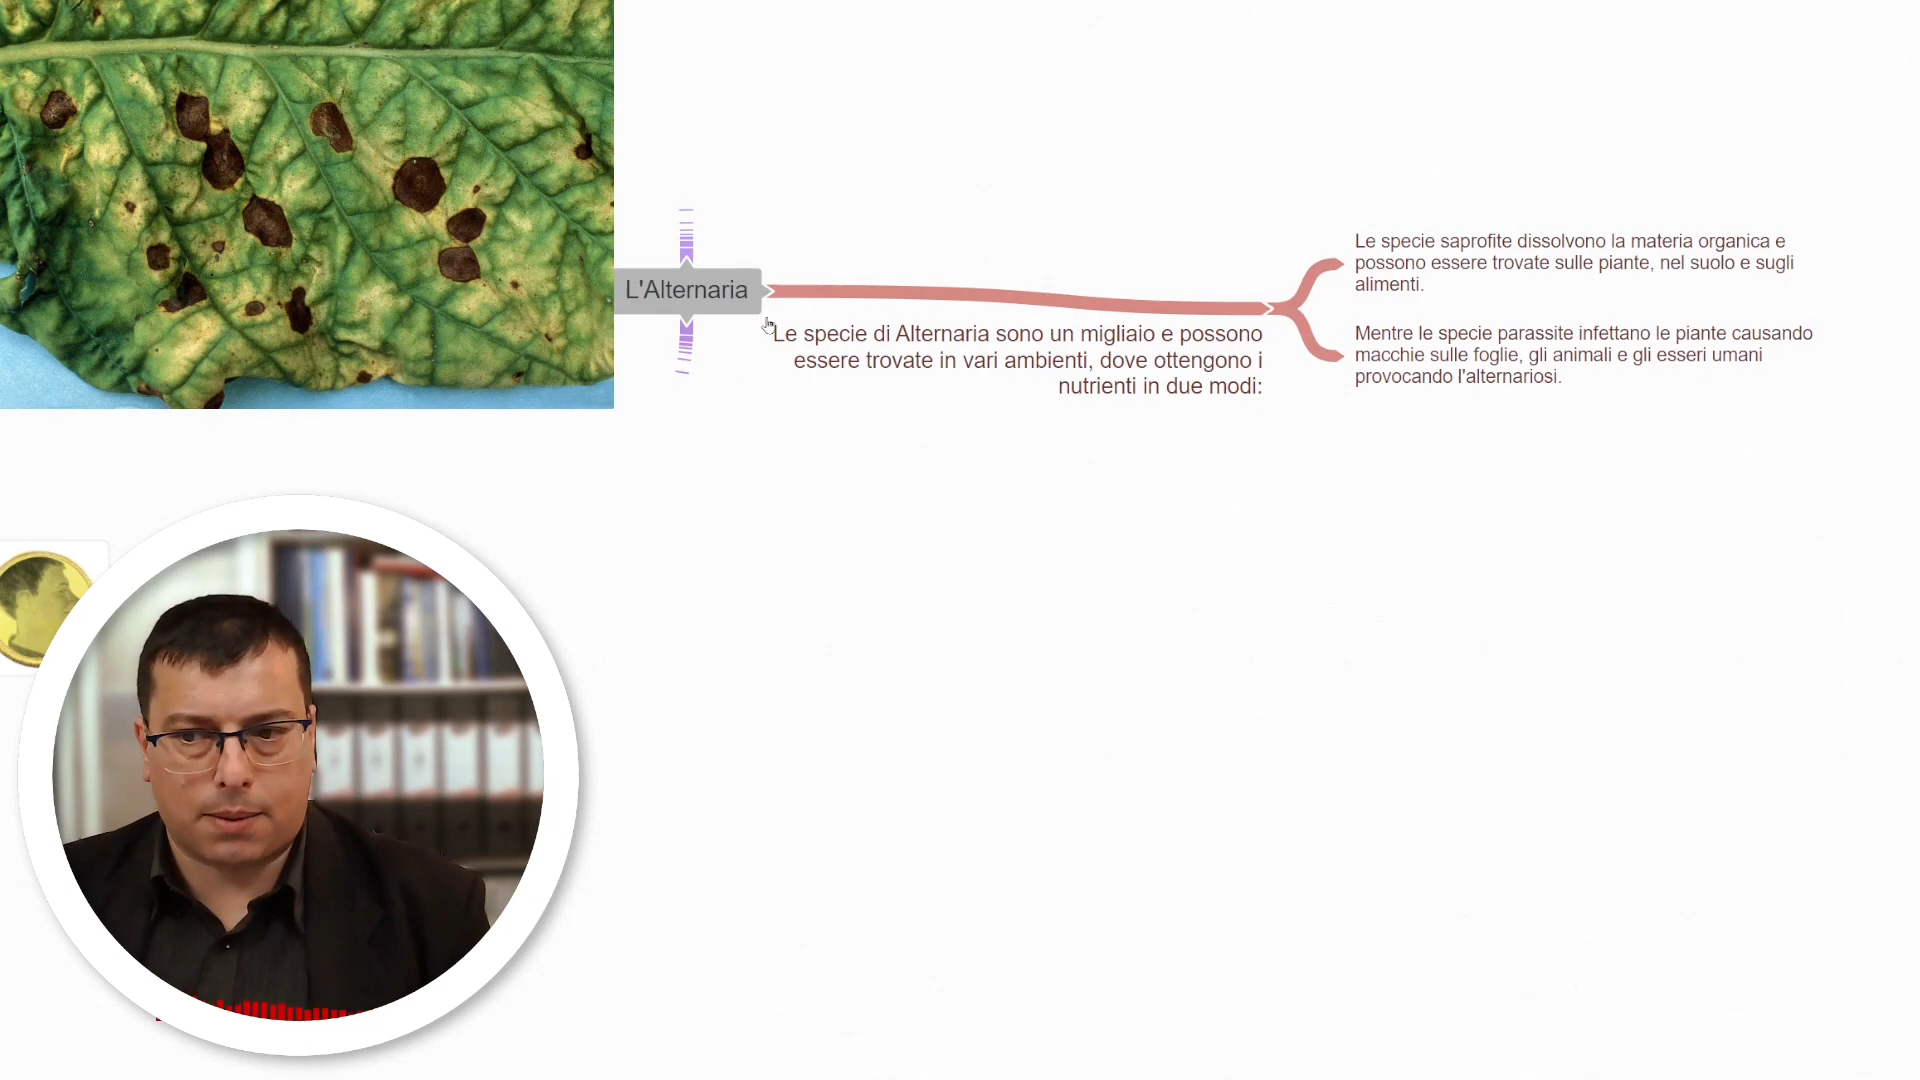 L'Alternaria
Le specie di Alternaria sono un migliaio e possono
essere trovate in vari ambienti, dove ottengono i
nutrienti in due modi:
Le specie saprofite dissolvono la materia organica e
possono essere trovate sulle piante, nel suolo e sugli
alimenti.
Mentre le specie parassite infettano le piante causando
macchie sulle foglie, gli animali e gli esseri umani
provocando l'alternariosi.